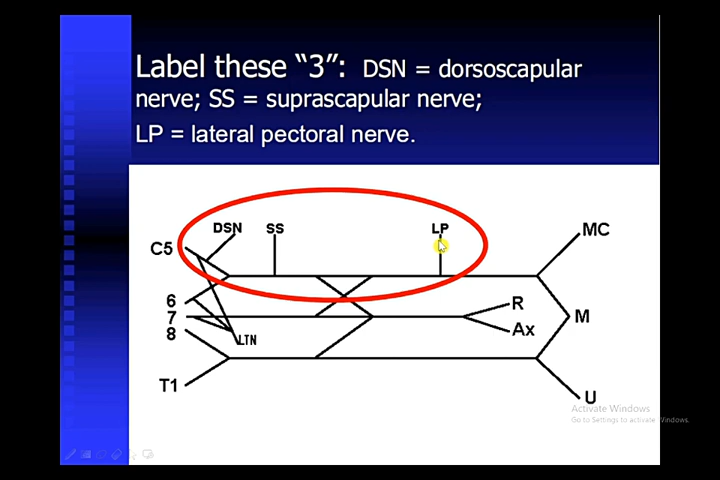 Label these “3”: DSN = dorsoscapular
nerve; SS = suprascapular nerve;
LP = lateral pectoral nerve.
DSN SS LP
C5 MC
6 R
7 M
8 LTN Ax
T1
U
Activate Windows
Go to Settings to activate Windows.